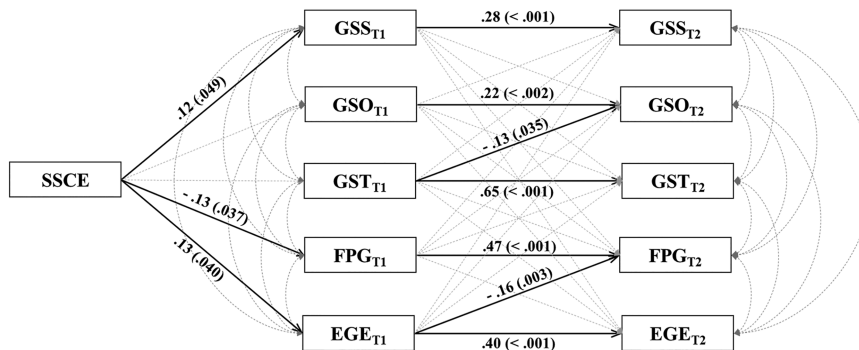 GSST1
.28 (< .001)
GSST2
.12 (.049)
GSOT1
.22 (< .002)
GSOT2
- .13 (.035)
SSCE
GSTT1
.65 (< .001)
GSTT2
- .13 (.037)
.13 (.040)
FPGT1
.47 (< .001)
FPGT2
- .16 (.003)
EGET1
.40 (< .001)
EGET2